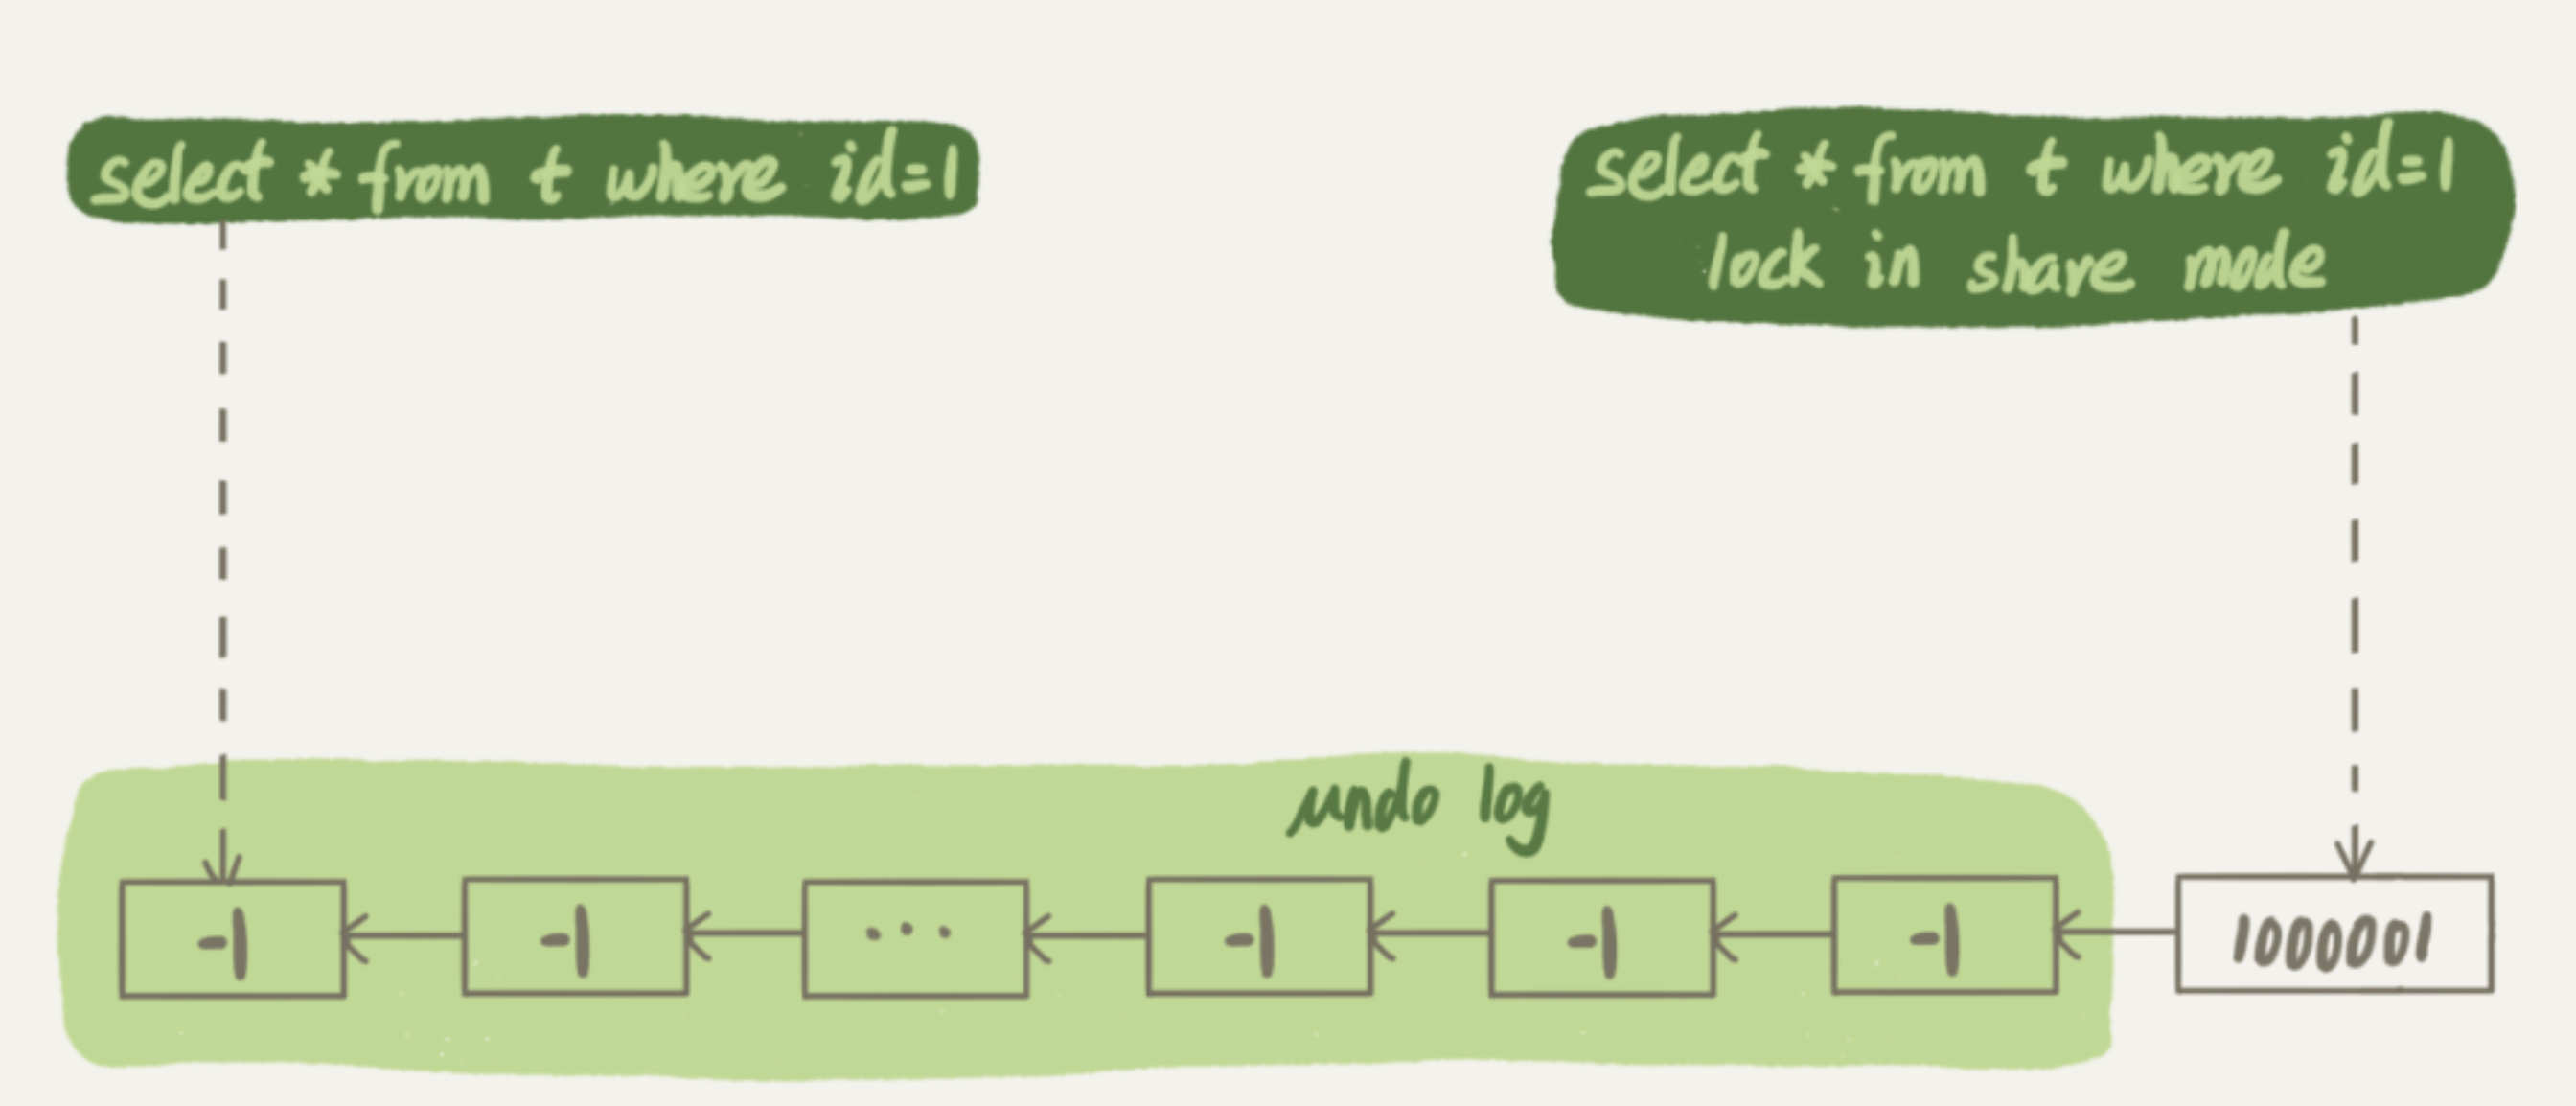 select * from t where id=1
select * from t where id=1
lock in share mode
undo log
-1
-1
...
-1
-1
-1
1000001